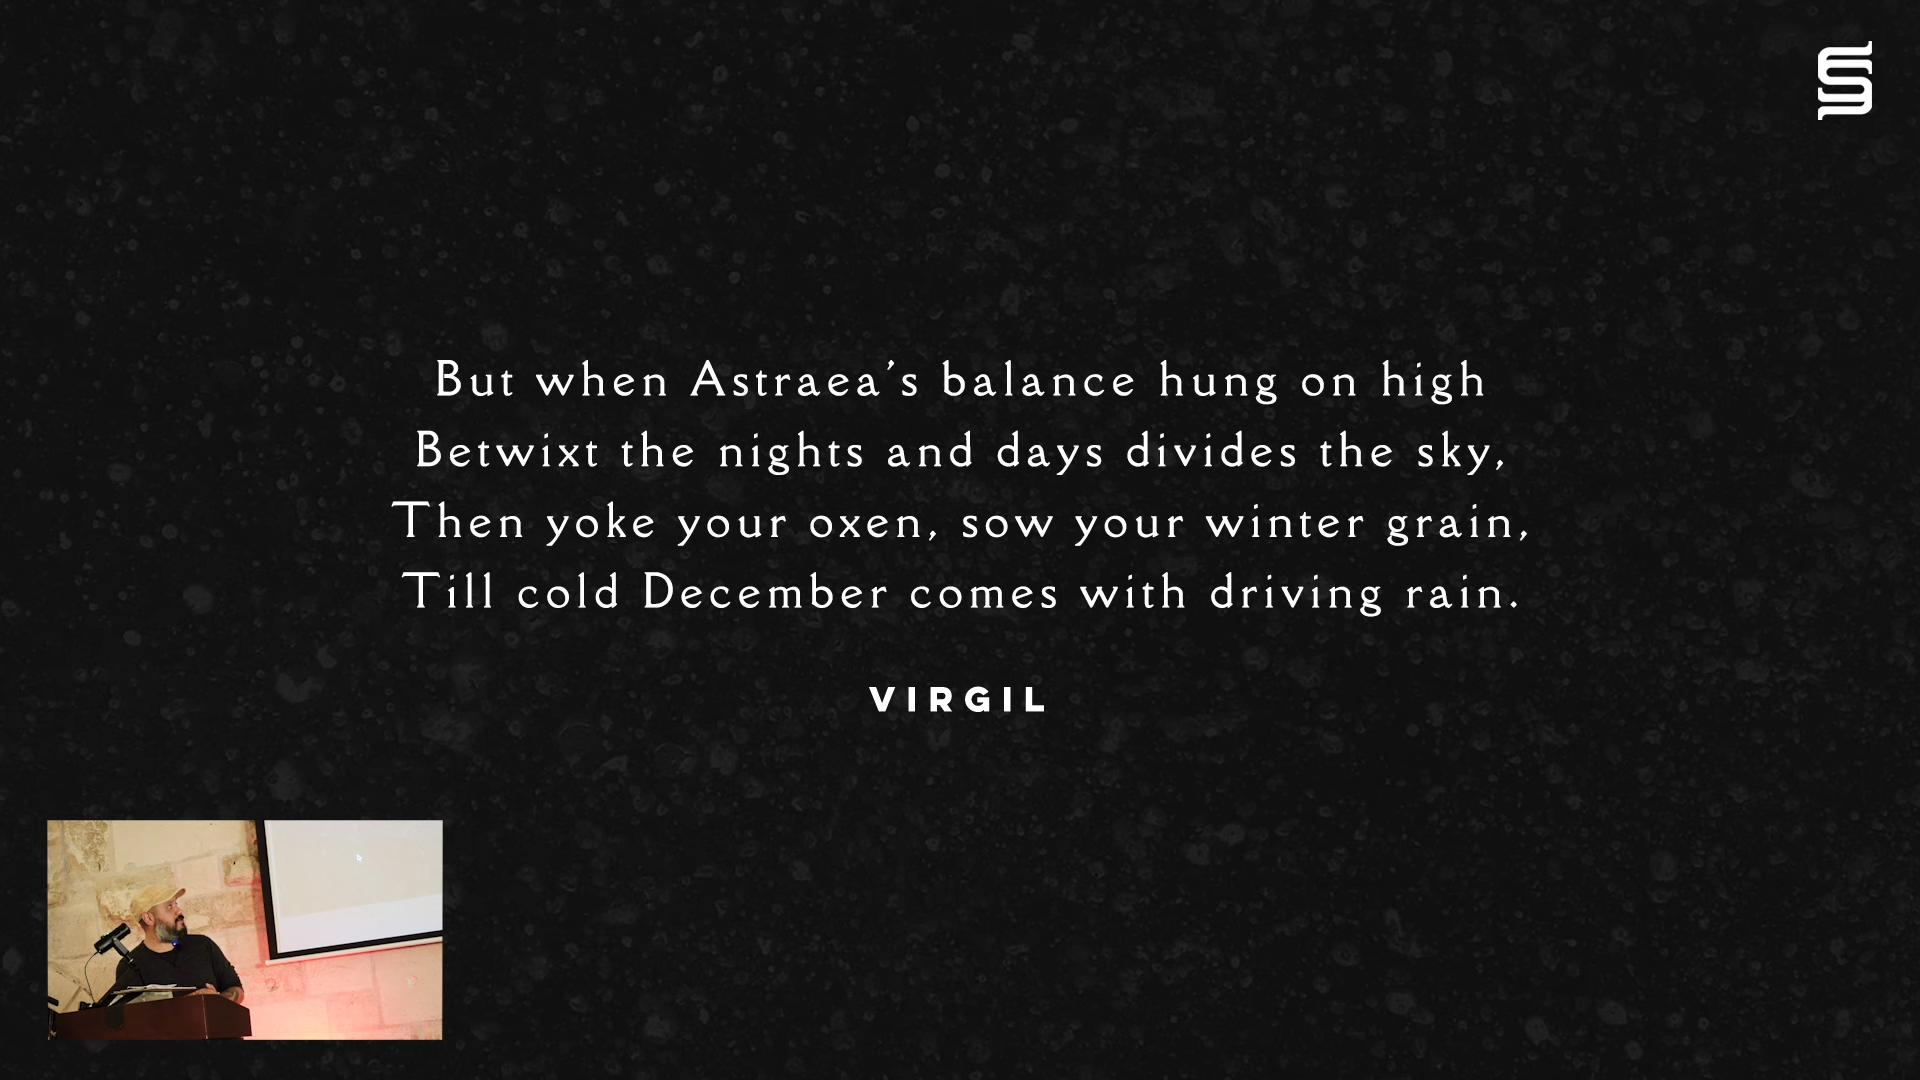 But when Astraea’s balance hung on high
Betwixt the nights and days divides the sky,
Then yoke your oxen, sow your winter grain,
Till cold December comes with driving rain.
VIRGIL